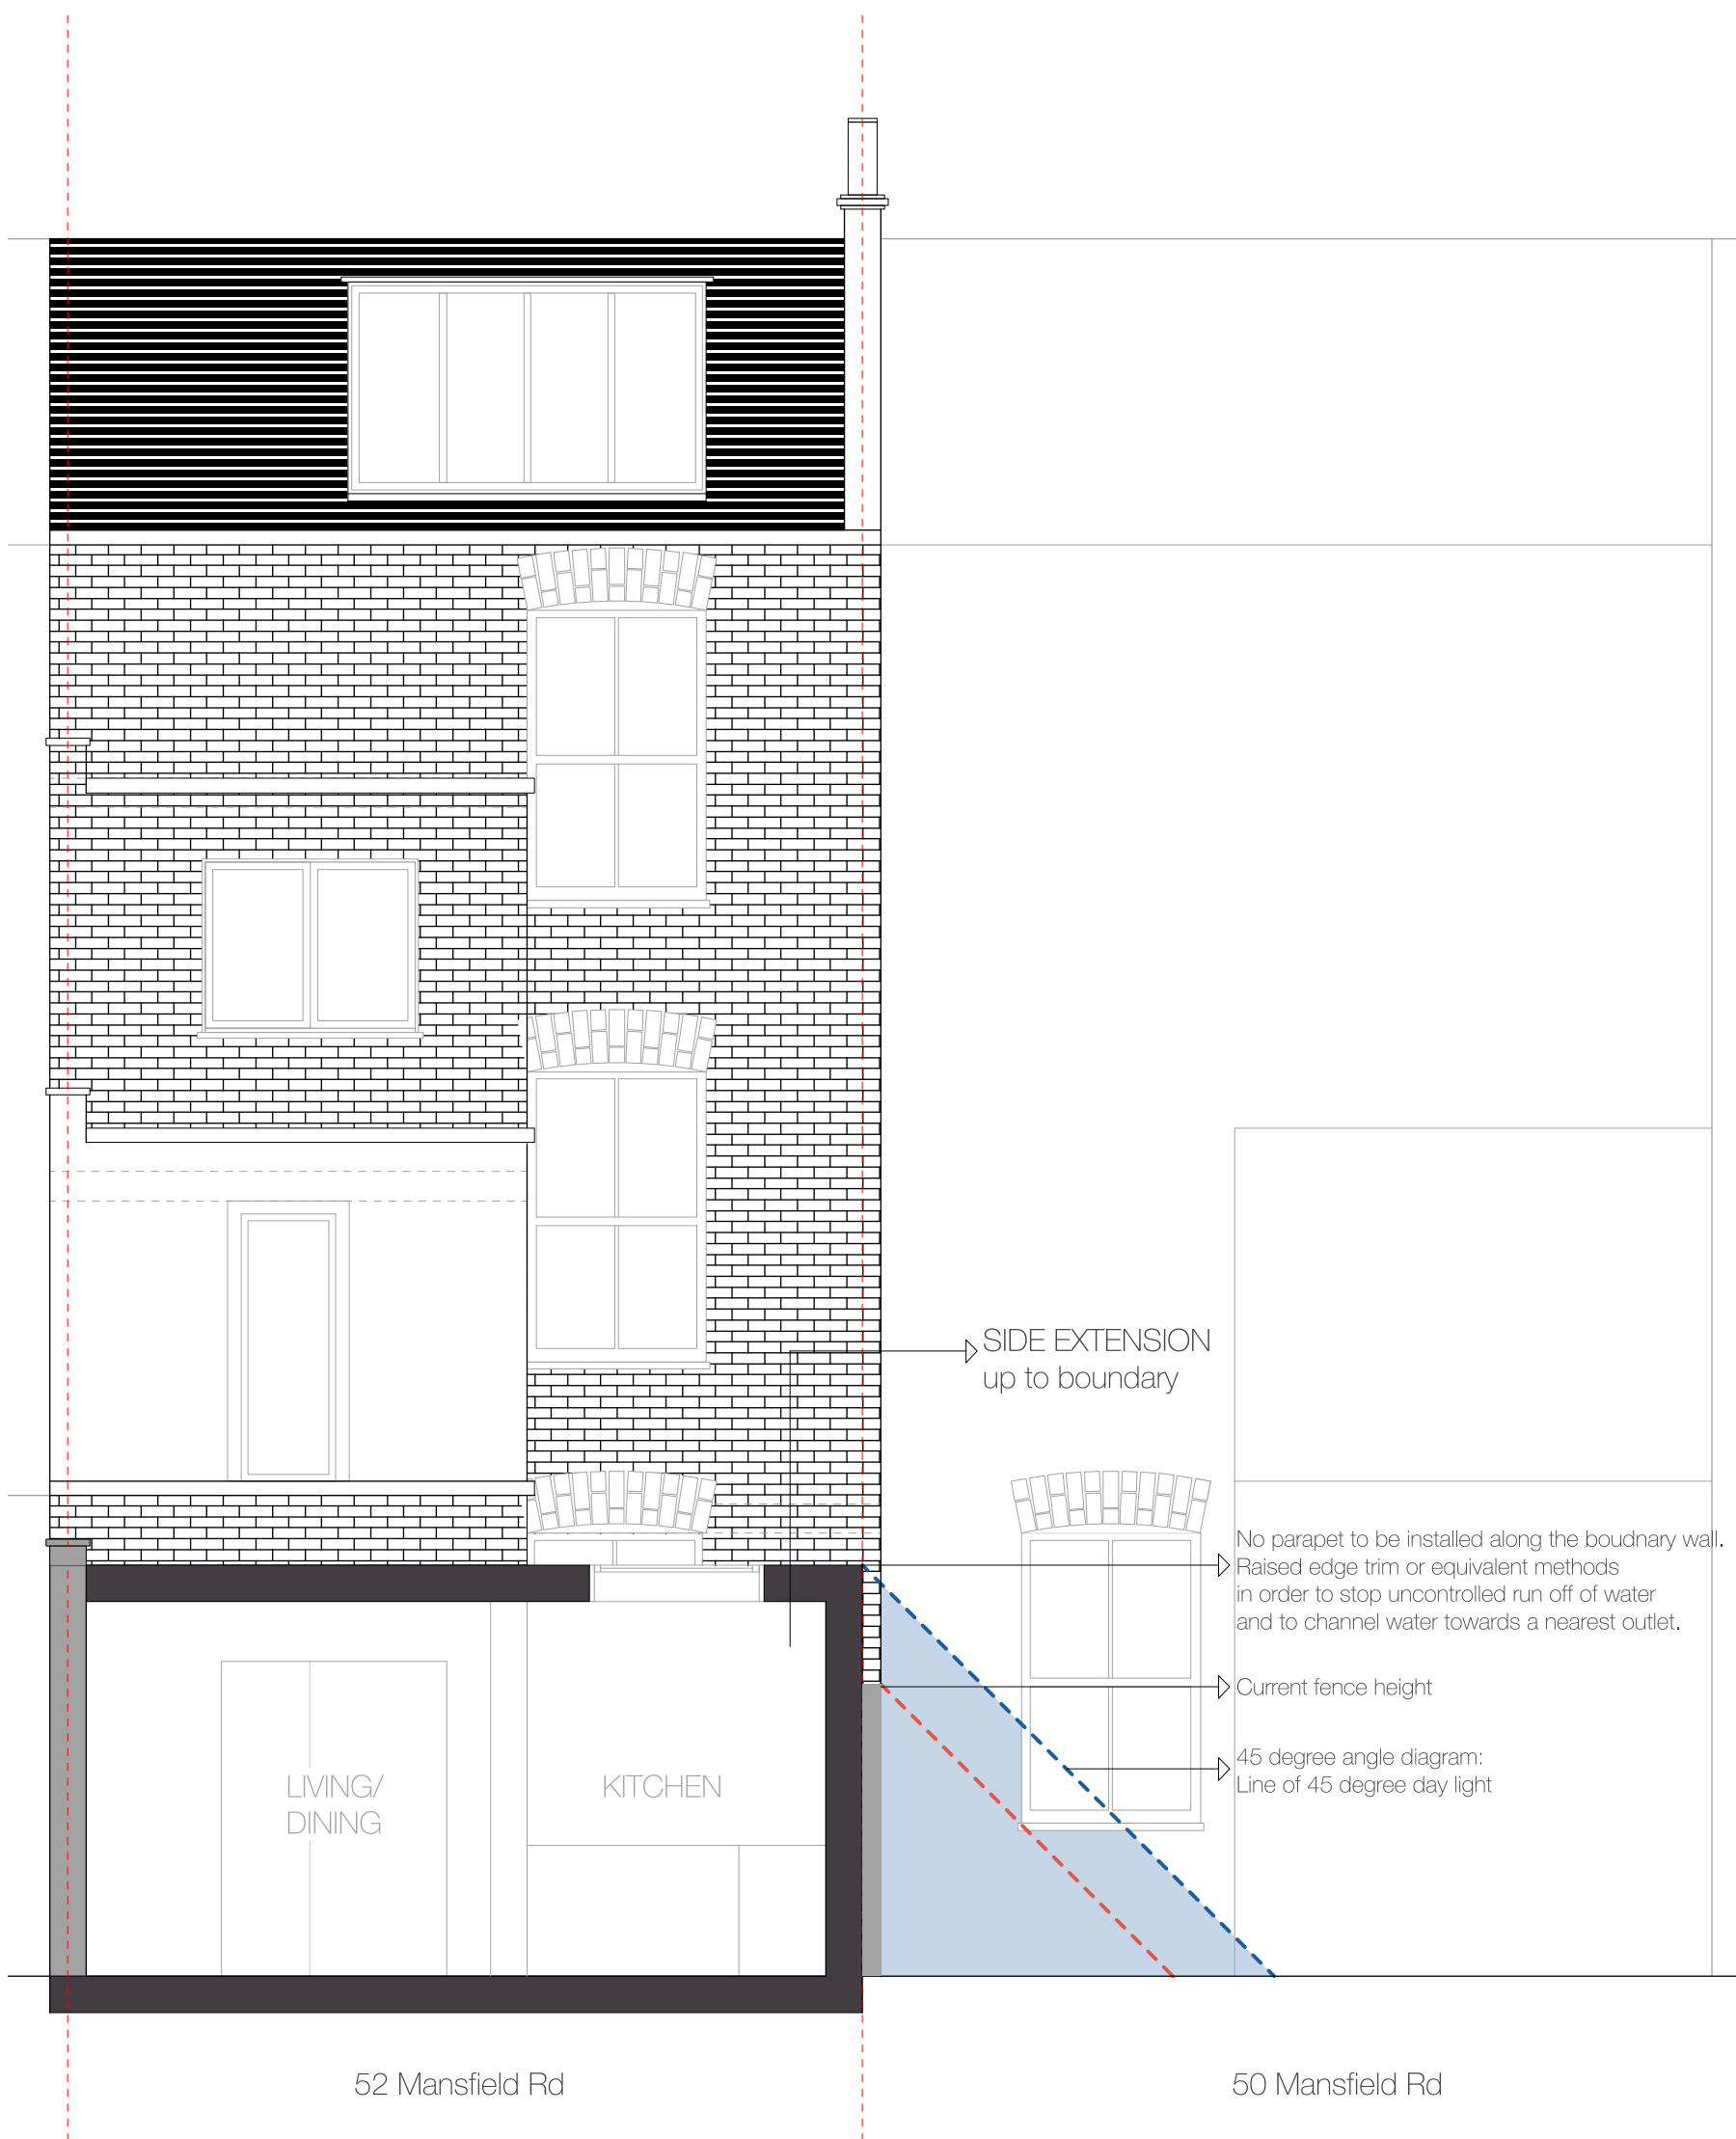 SIDE EXTENSION
up to boundary
No parapet to be installed along the boudnary wall.
Raised edge trim or equivalent methods
in order to stop uncontrolled run off of water
and to channel water towards a nearest outlet.
Current fence height
45 degree angle diagram:
Line of 45 degree day light
LIVING/
DINING
KITCHEN
52 Mansfield Rd
50 Mansfield Rd